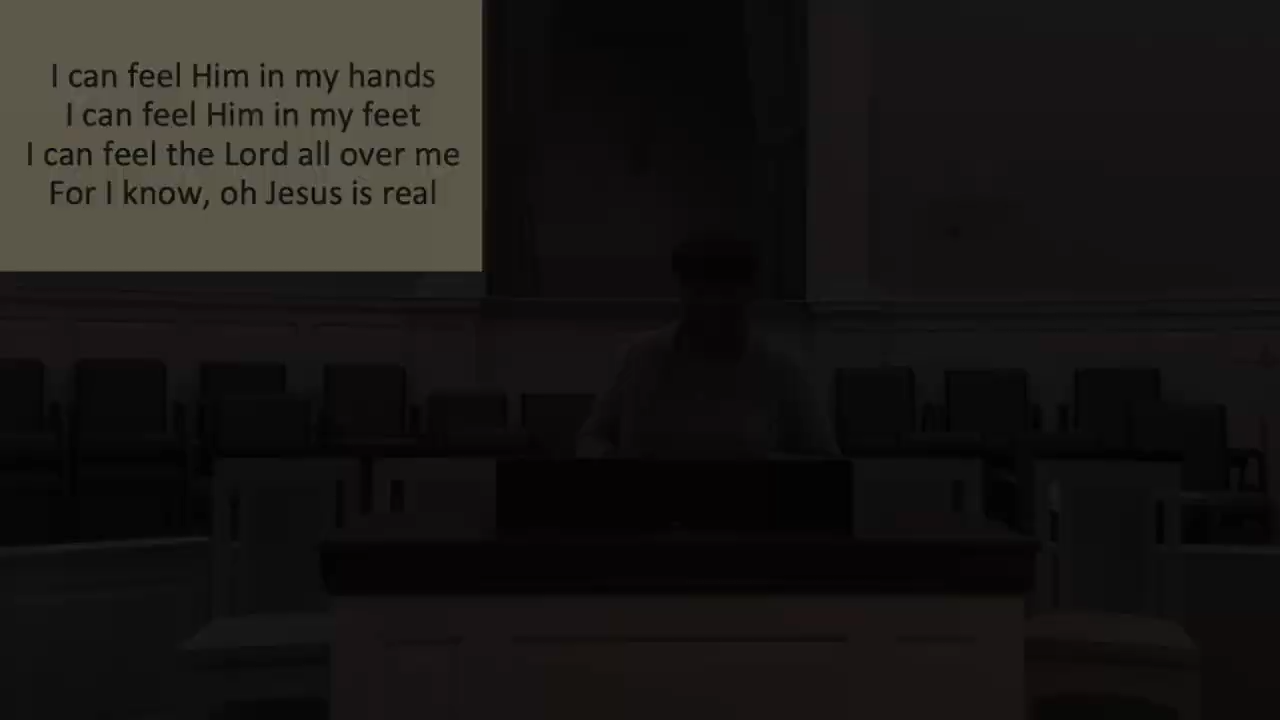 I can feel Him in my hands
I can feel Him in my feet
I can feel the Lord all over me
For I know, oh Jesus is real